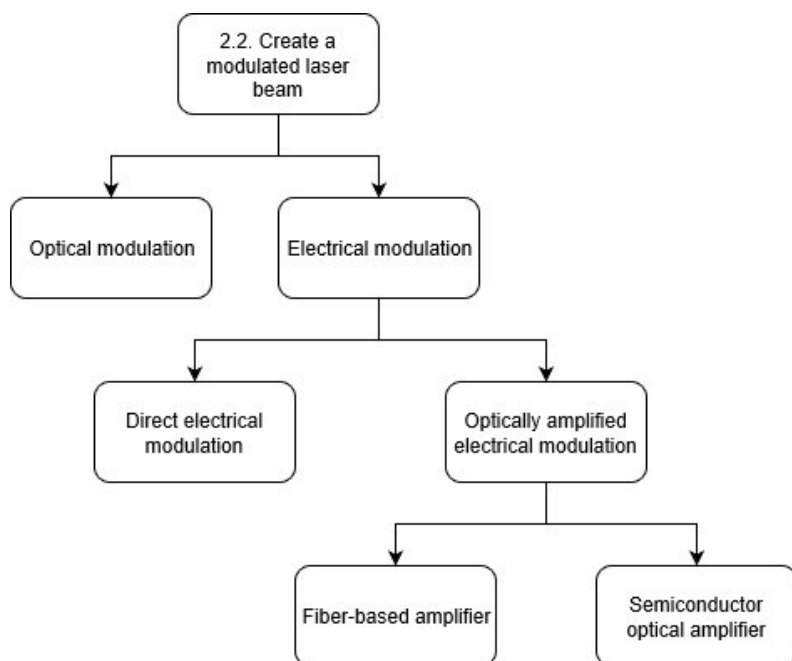 2.2. Create a
modulated laser
beam
Optical modulation
Electrical modulation
Direct electrical
modulation
Optically amplified
electrical modulation
Fiber-based amplifier
Semiconductor
optical amplifier